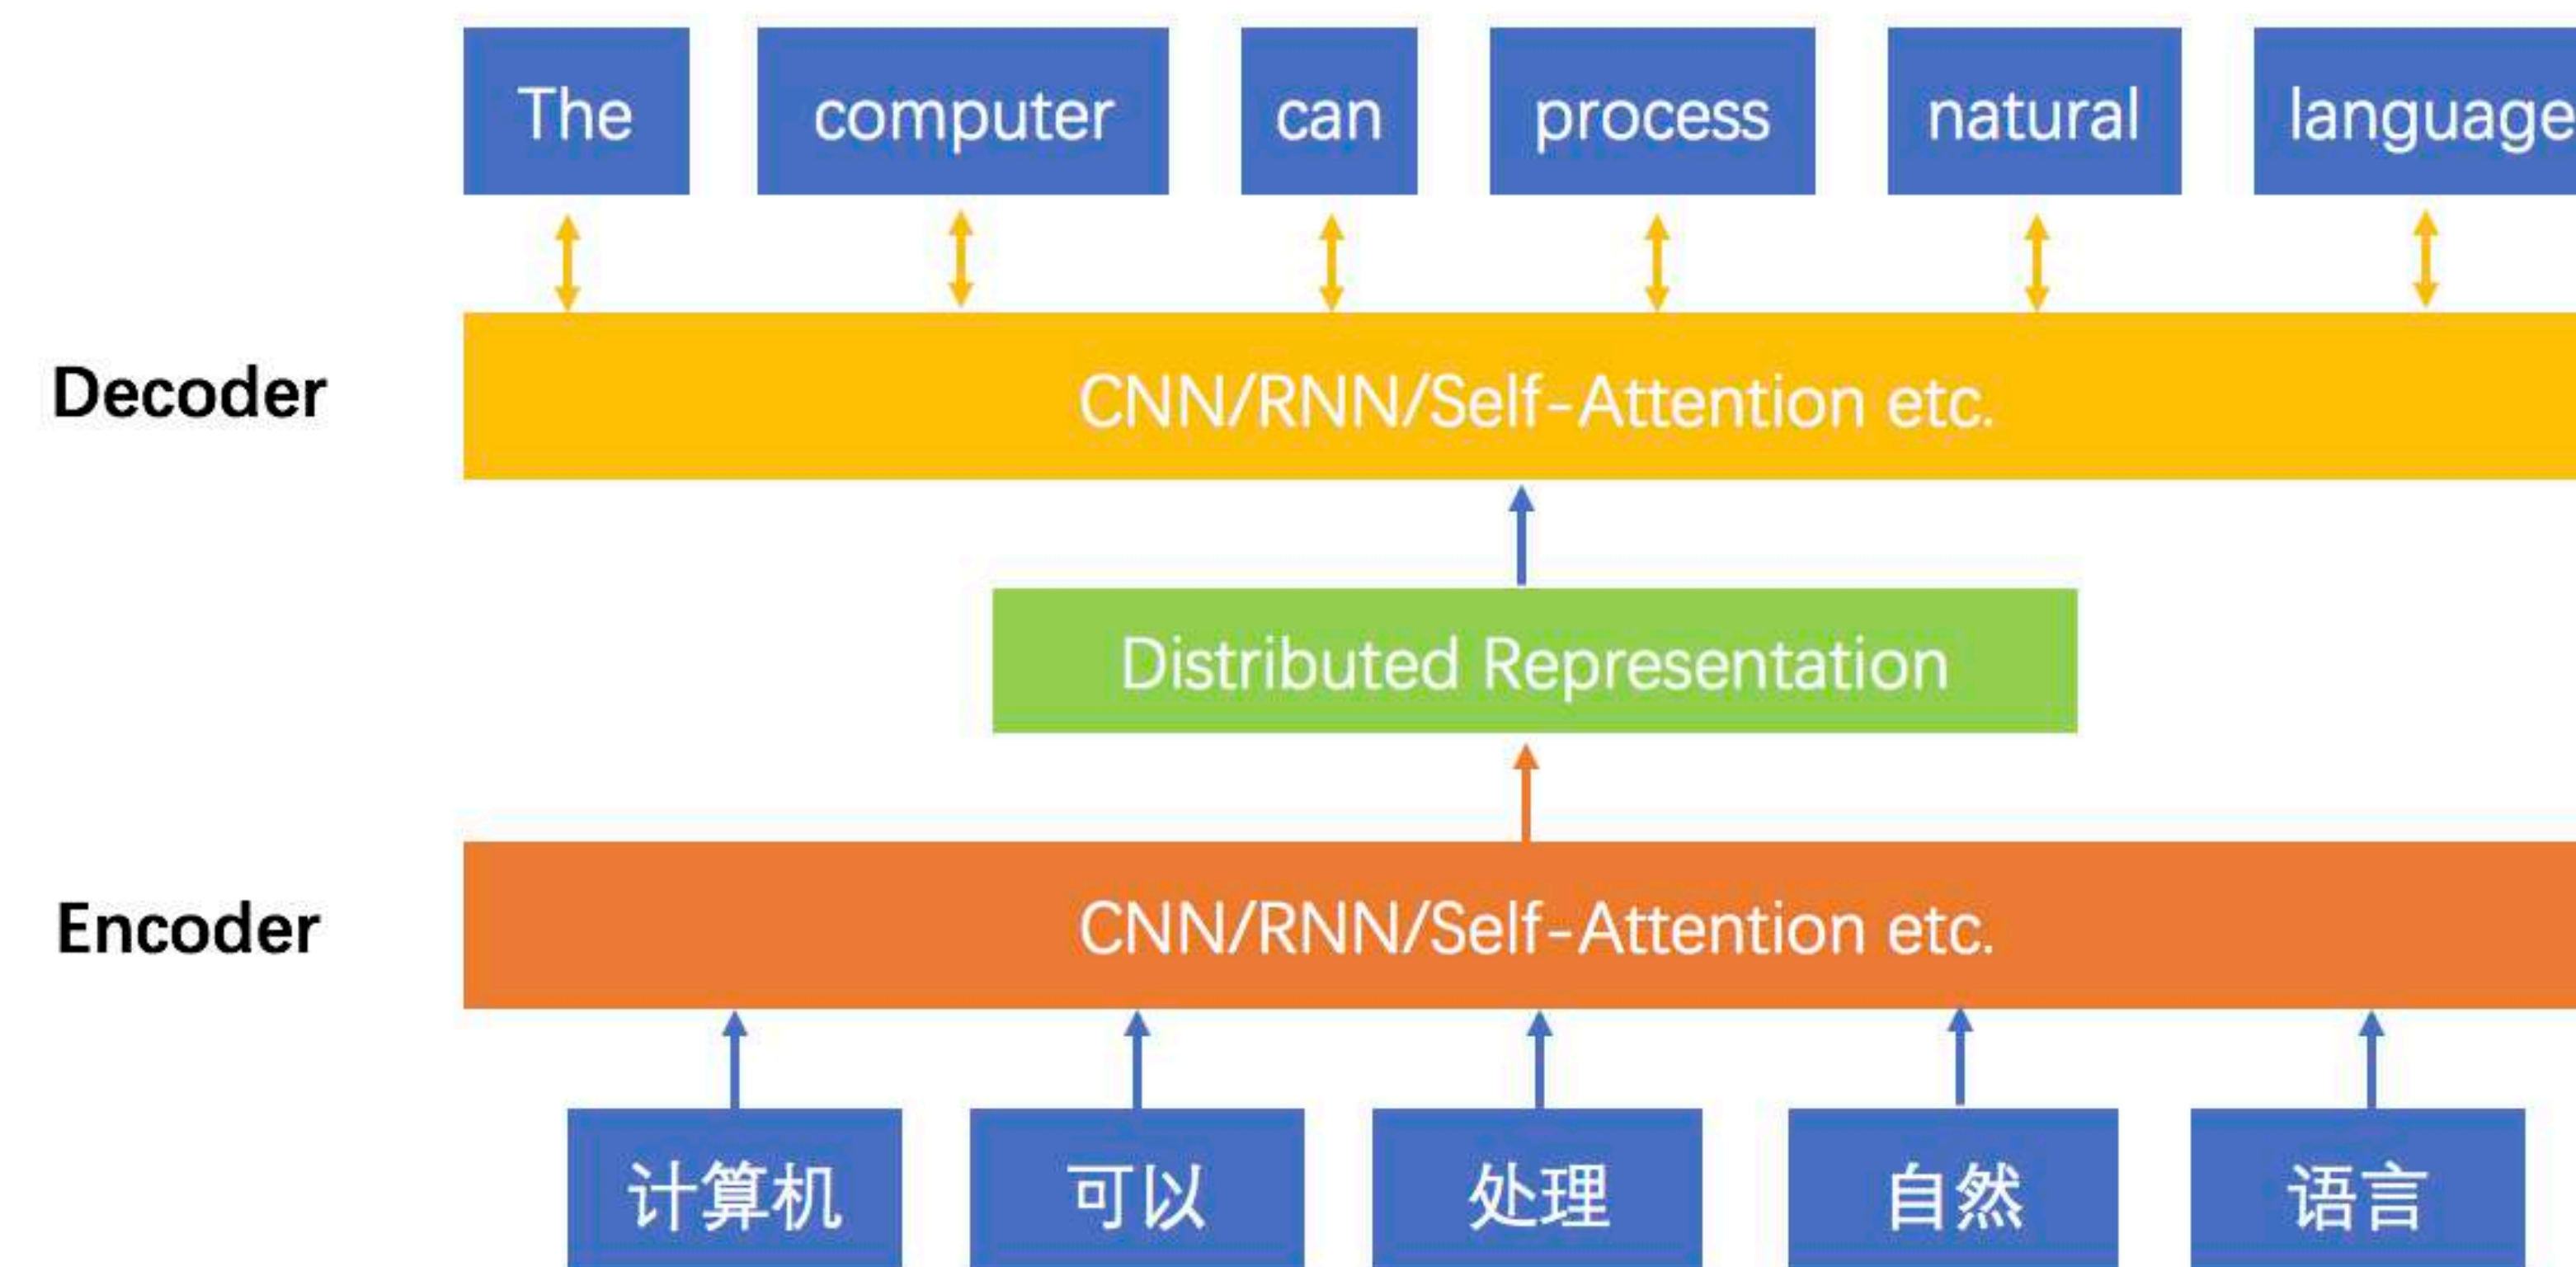 The computer can process natural language
Decoder
CNN/RNN/Self-Attention etc.
Distributed Representation
Encoder
CNN/RNN/Self-Attention etc.
计算机 可以 处理 自然 语言